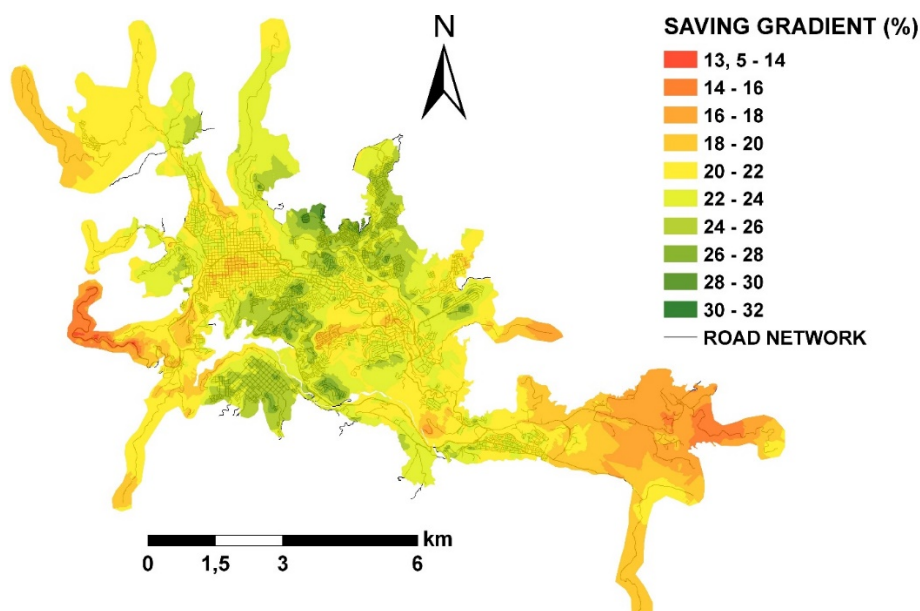 N
SAVING GRADIENT (%)
13, 5 - 14
14 - 16
16 - 18
18 - 20
20 - 22
22 - 24
24 - 26
26 - 28
28 - 30
30 - 32
ROAD NETWORK
km
0 1,5 3 6